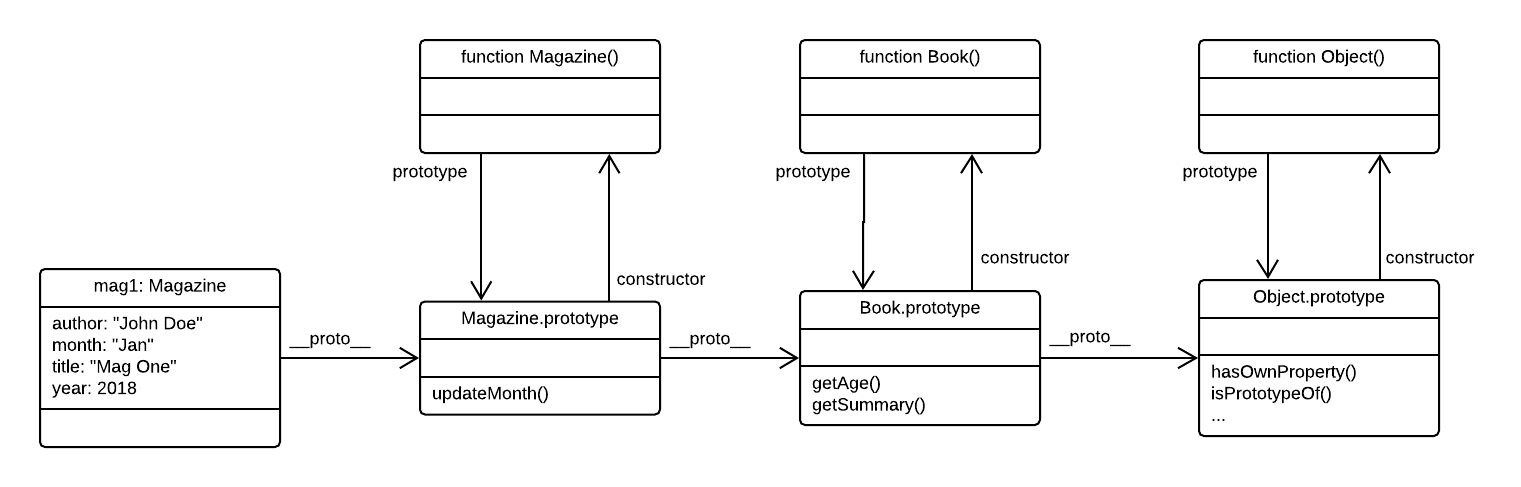 function Magazine()
function Book()
function Object()
prototype
prototype
prototype
constructor
constructor
constructor
mag1: Magazine
author: "John Doe"
month: "Jan"
title: "Mag One"
year: 2018
__proto__
Magazine.prototype
updateMonth()
__proto__
Book.prototype
getAge()
getSummary()
__proto__
Object.prototype
hasOwnProperty()
isPrototypeOf()
...